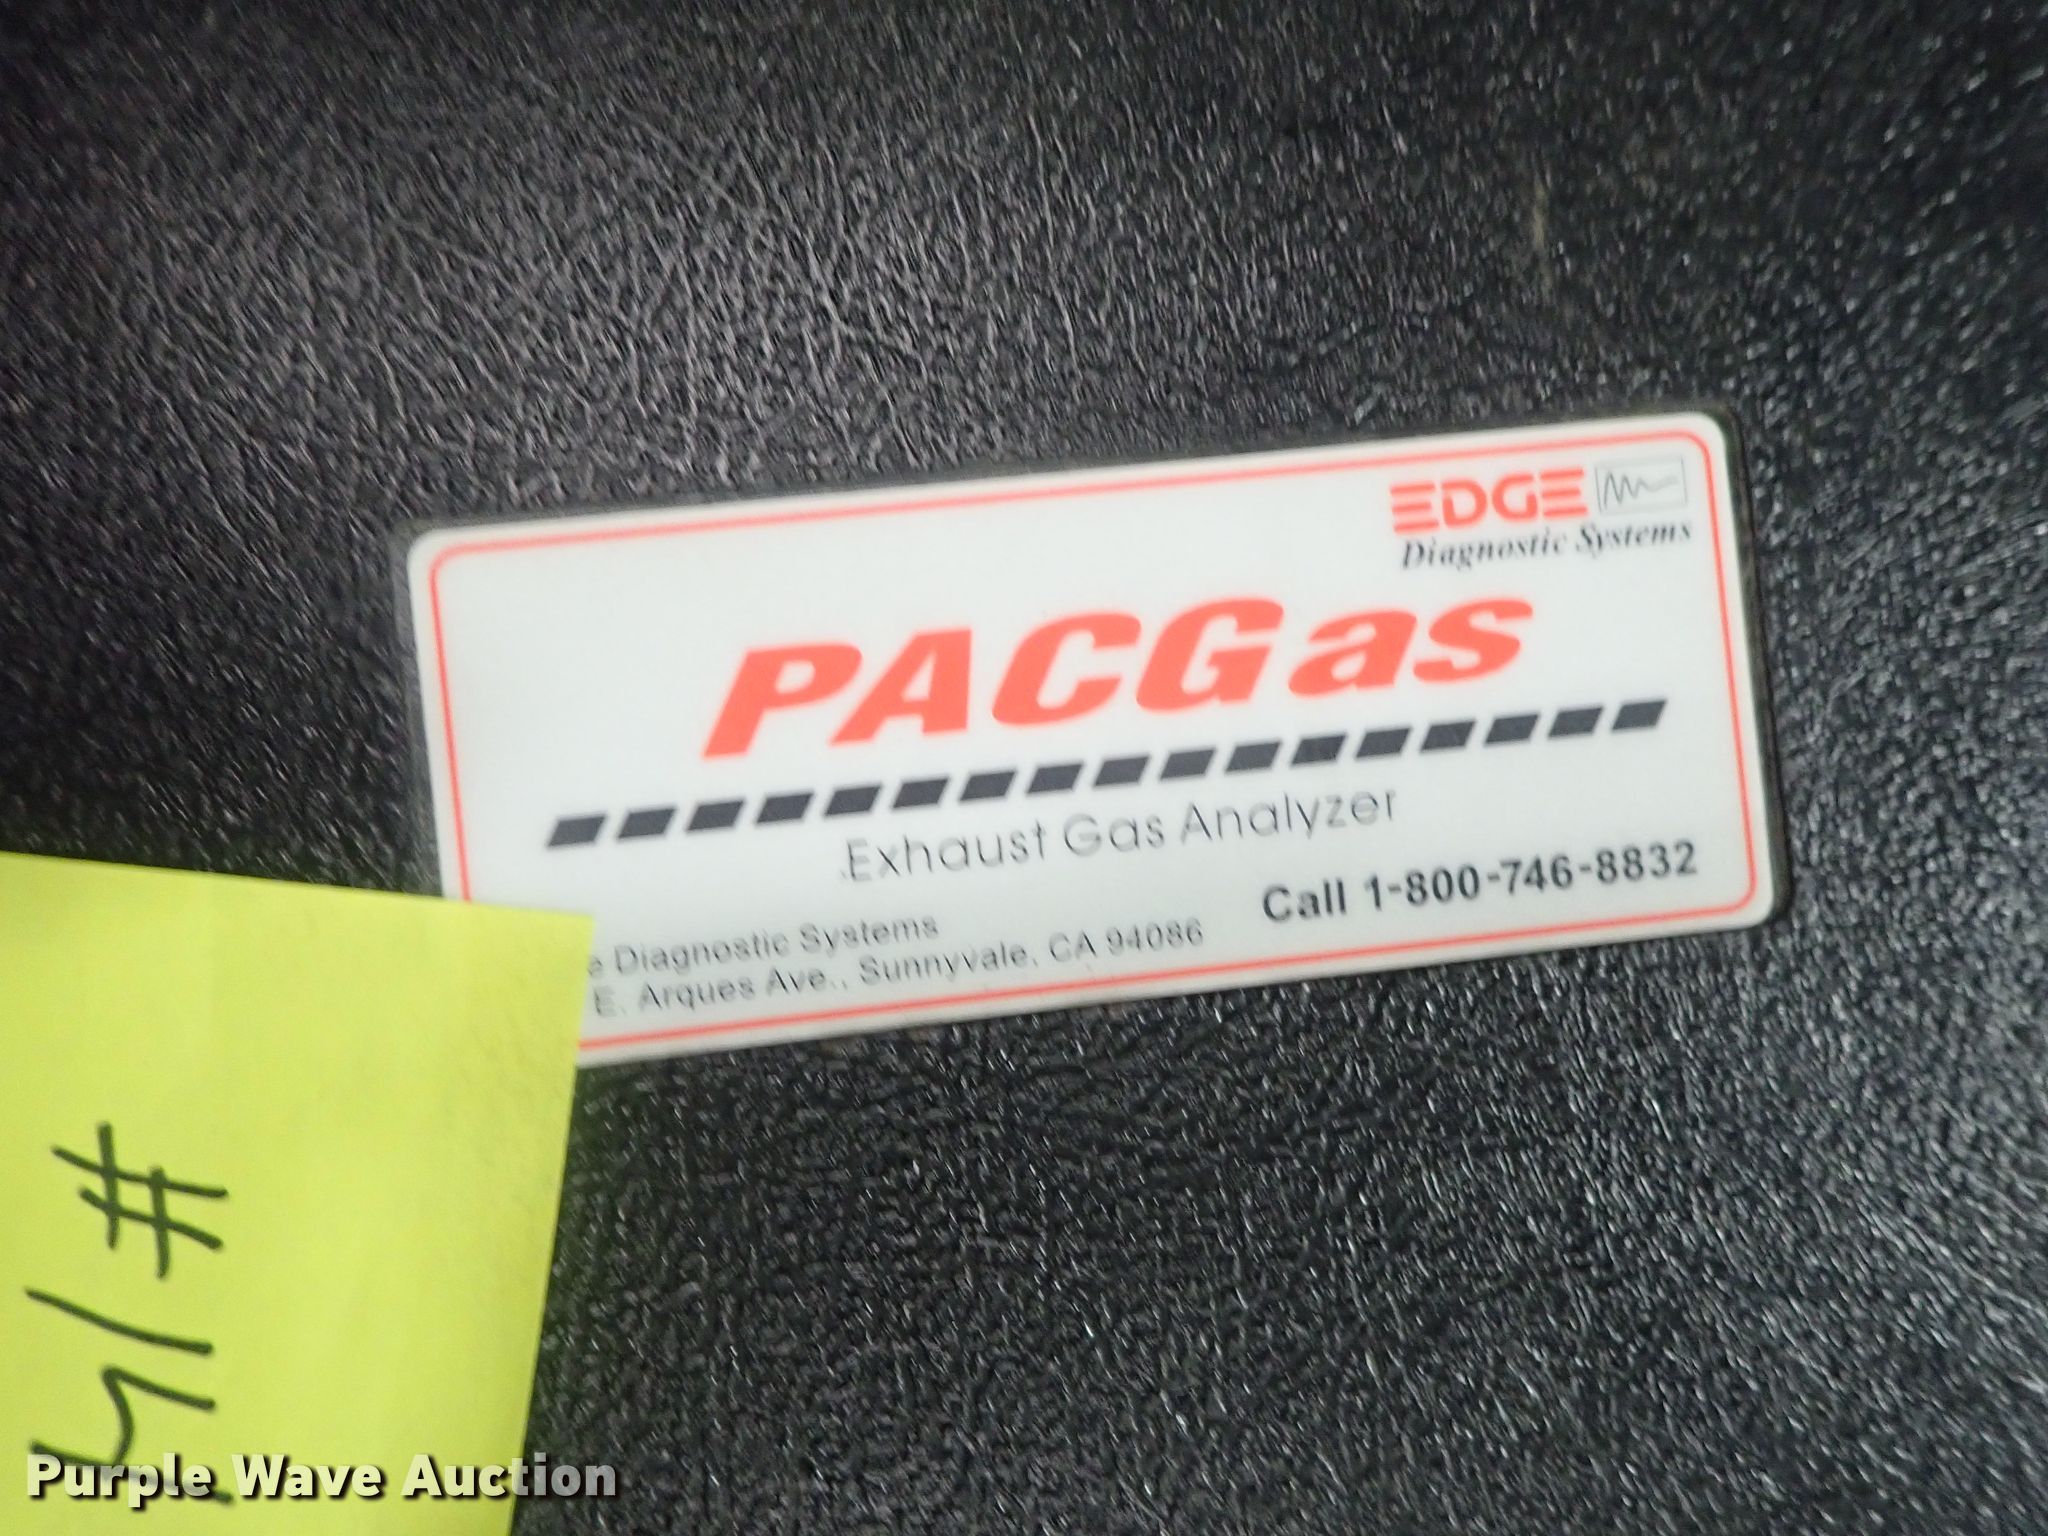 EDGE
Diagnostic Systems
PACGas
Exhaust Gas Analyzer
Call 1-800-746-8832
e Diagnostic Systems
E. Arques Ave., Sunnyvale, CA 94086
#14
Purple Wave Auction